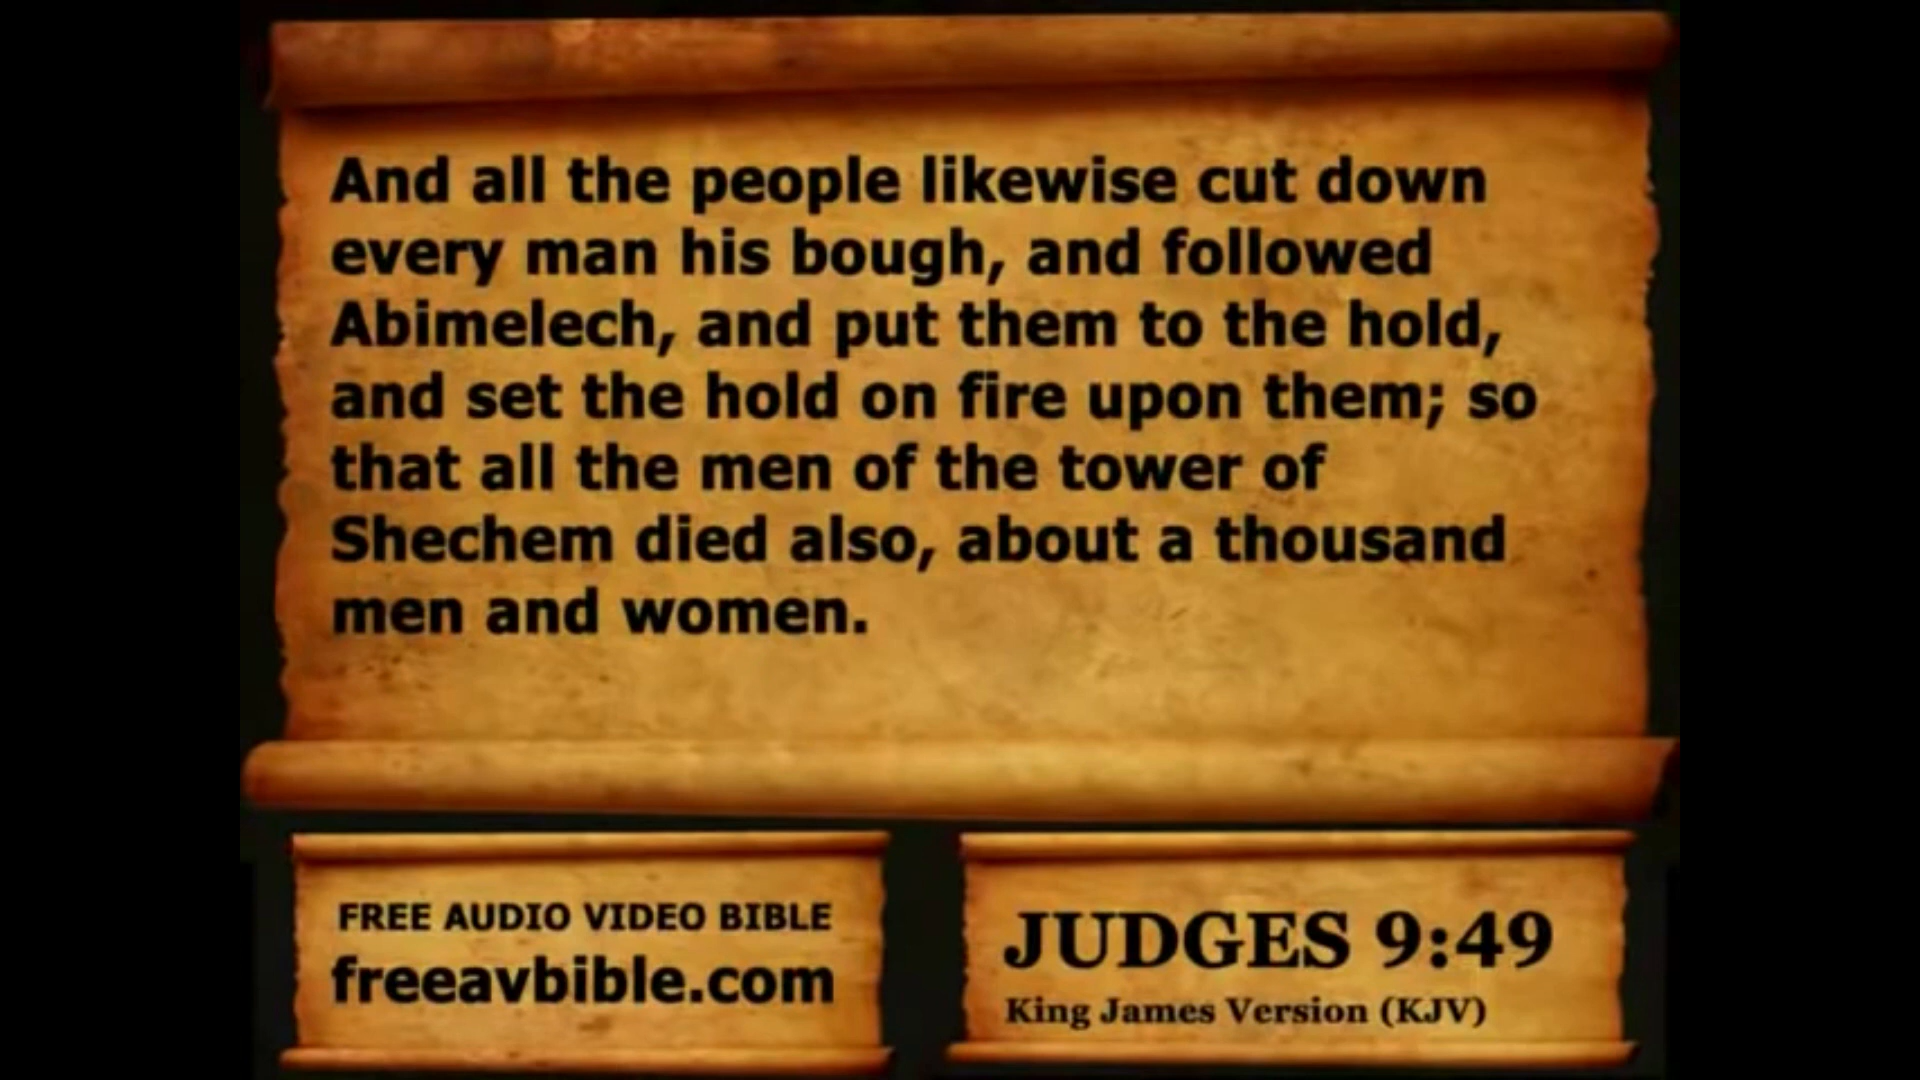 And all the people likewise cut down
every man his bough, and followed
Abimelech, and put them to the hold,
and set the hold on fire upon them; so
that all the men of the tower of
Shechem died also, about a thousand
men and women.
FREE AUDIO VIDEO BIBLE
freeavbible.com
JUDGES 9:49
King James Version (KJV)